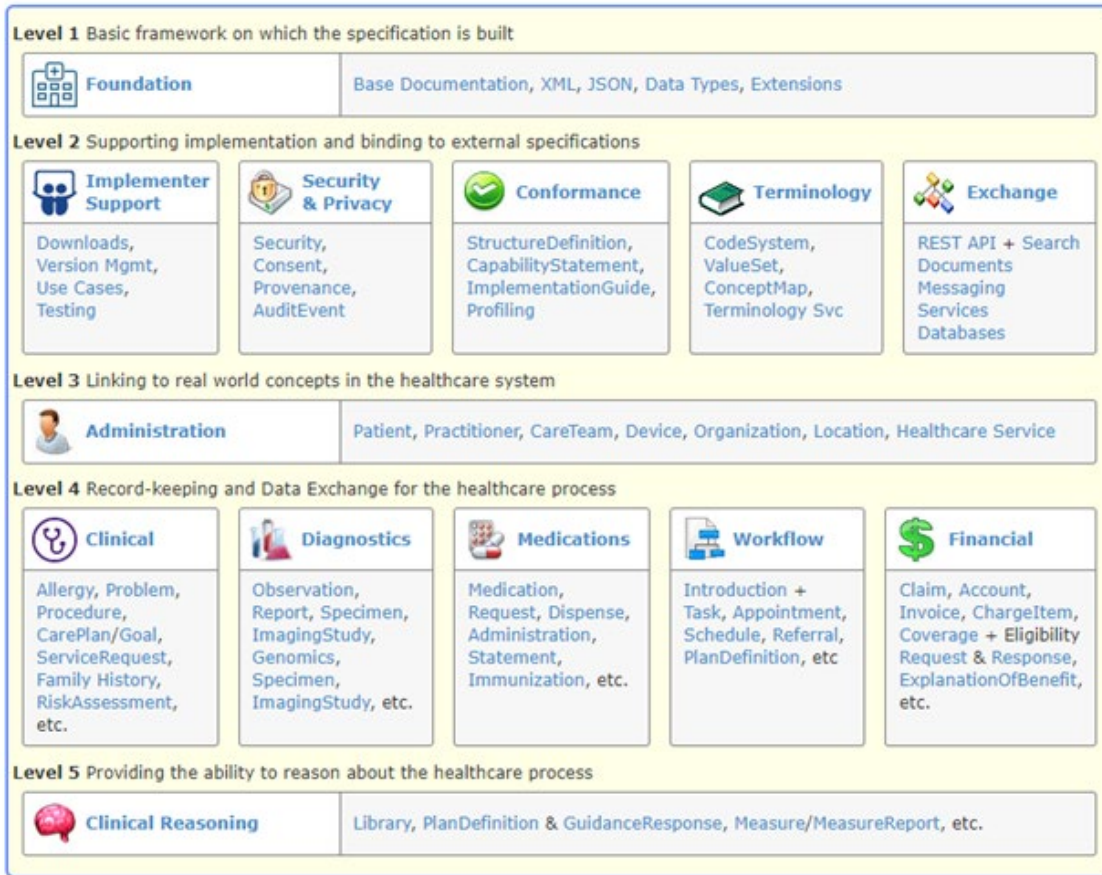 Level 1 Basic framework on which the specification is built
Foundation
Base Documentation, XML, JSON, Data Types, Extensions
Level 2 Supporting implementation and binding to external specifications
Implementer
Support
Downloads,
Version Mgmt,
Use Cases,
Testing
Security
& Privacy
Security,
Consent,
Provenance,
AuditEvent
Conformance
StructureDefinition,
CapabilityStatement,
ImplementationGuide,
Profiling
Terminology
CodeSystem,
ValueSet,
ConceptMap,
Terminology Svc
Exchange
REST API + Search
Documents
Messaging
Services
Databases
Level 3 Linking to real world concepts in the healthcare system
Administration
Patient, Practitioner, CareTeam, Device, Organization, Location, Healthcare Service
Level 4 Record-keeping and Data Exchange for the healthcare process
Clinical
Allergy, Problem,
Procedure,
CarePlan/Goal,
ServiceRequest,
Family History,
RiskAssessment,
etc.
Diagnostics
Observation,
Report, Specimen,
ImagingStudy,
Genomics,
Specimen,
ImagingStudy, etc.
Medications
Medication,
Request, Dispense,
Administration,
Statement,
Immunization, etc.
Workflow
Introduction +
Task, Appointment,
Schedule, Referral,
PlanDefinition, etc
Financial
Claim, Account,
Invoice, ChargeItem,
Coverage + Eligibility
Request & Response,
ExplanationOfBenefit,
etc.
Level 5 Providing the ability to reason about the healthcare process
Clinical Reasoning
Library, PlanDefinition & GuidanceResponse, Measure/MeasureReport, etc.